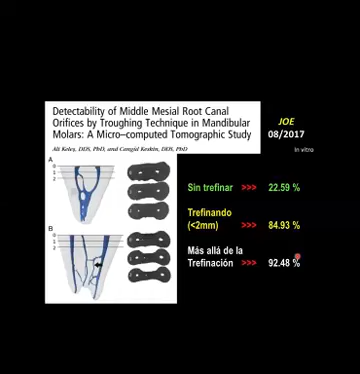 Detectability of Middle Mesial Root Canal
Orifices by Troughing Technique in Mandibular
Molars: A Micro–computed Tomographic Study
Ali Keleş, DDS, PhD, and Cangül Keskin, DDS, PhD
JOE
08/2017
In vitro
A
0
1
2
B
0
1
2
Sin trefinar >>> 22.59 %
Trefinando
(<2mm) >>> 84.93 %
Más allá de la
Trefinación >>> 92.48 %